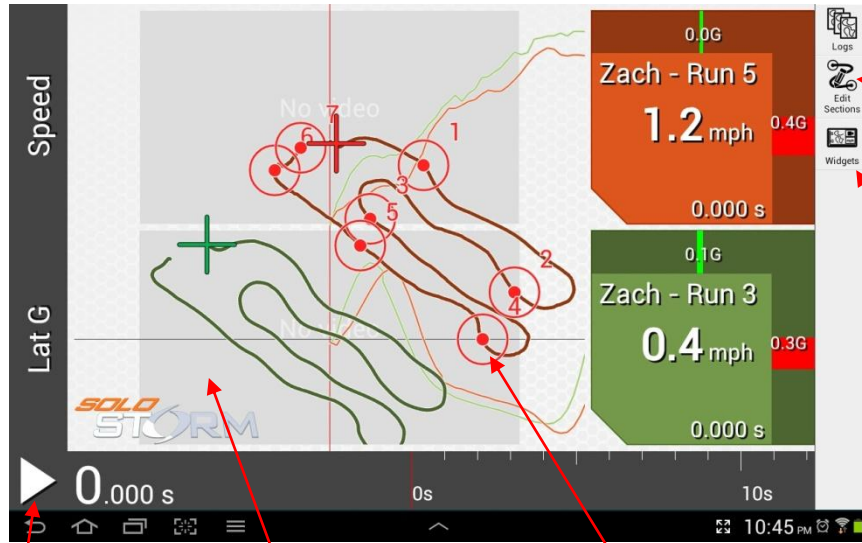 Speed
Lat G
No video
No video
7
6
1
3
5
2
4
0.0G
Zach - Run 5
1.2 mph
0.4G
0.000 s
0.1G
Zach - Run 3
0.4 mph
0.3G
0.000 s
Logs
Edit
Sections
Widgets
SOLO
STORM
0.000 s
0s
10s
10:45 PM